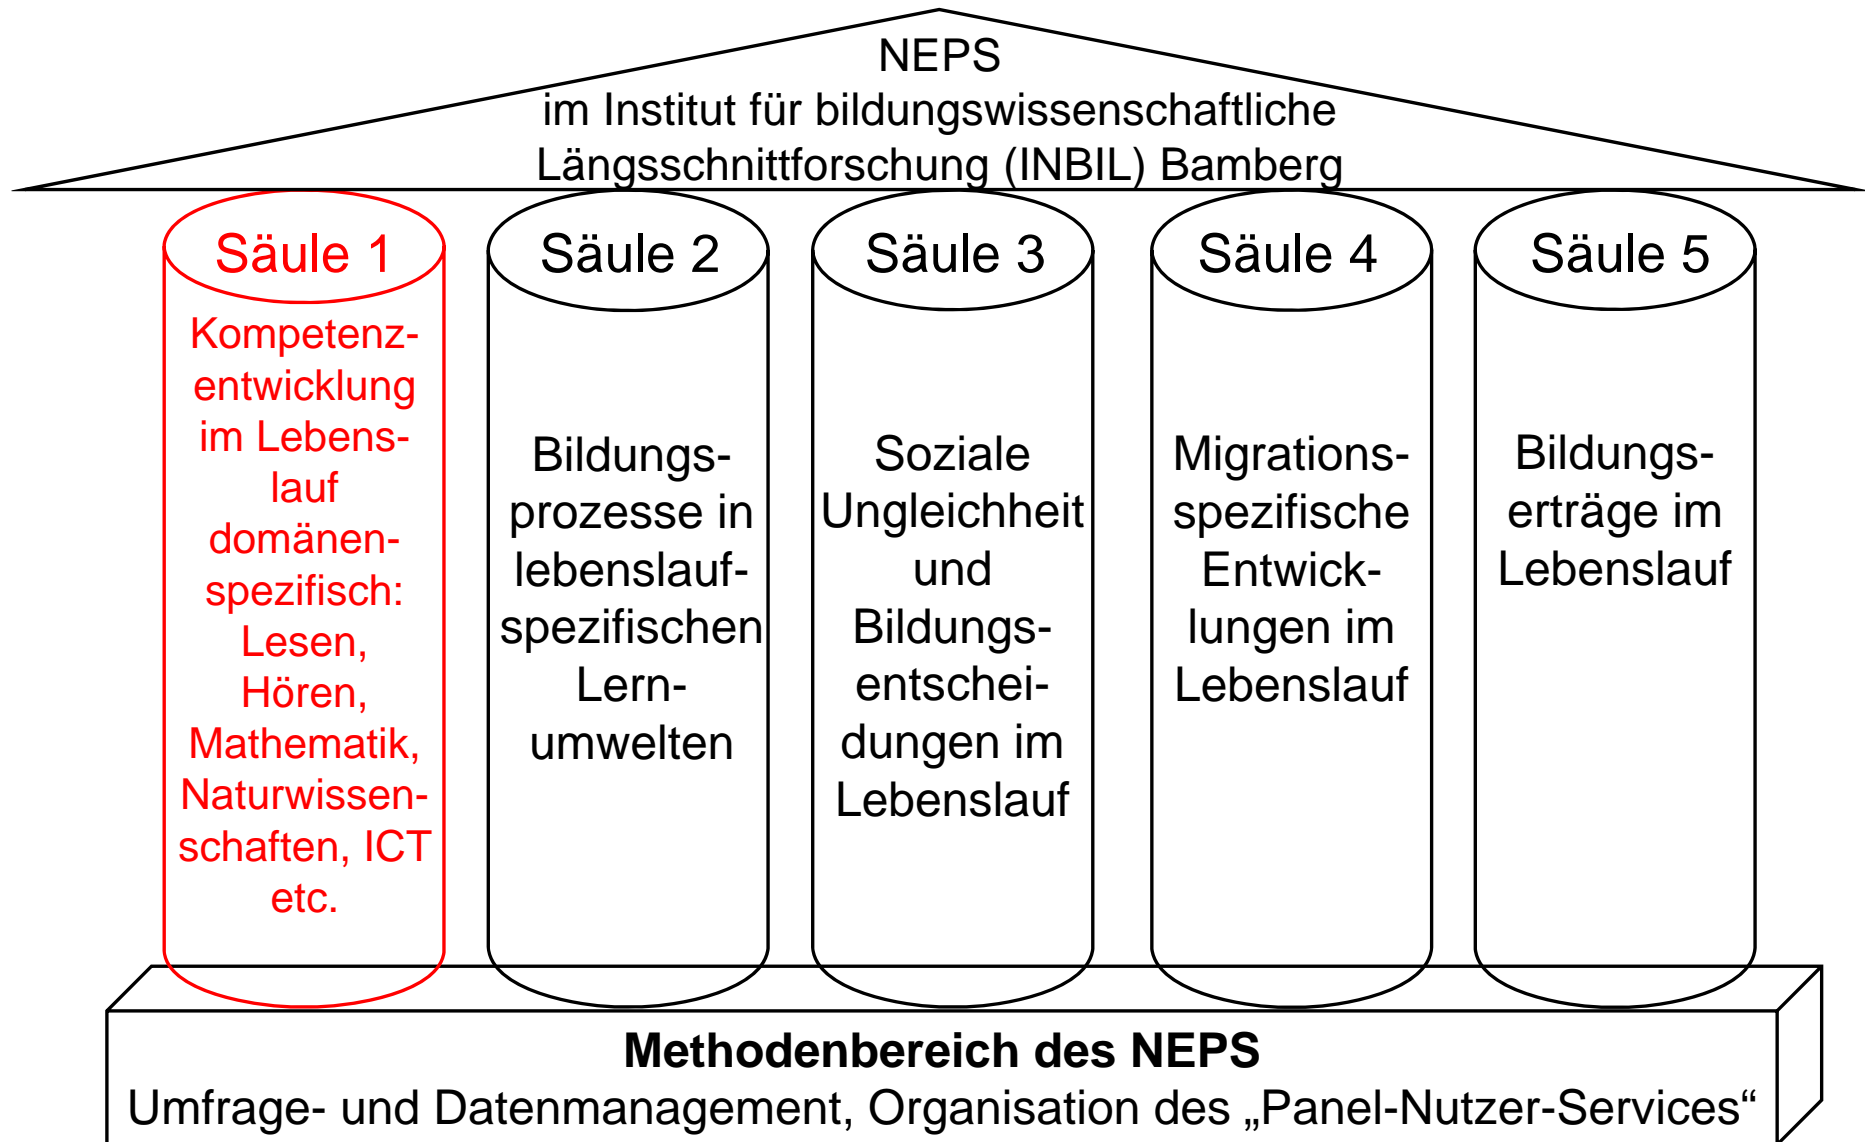 NEPS
im Institut für bildungswissenschaftliche
Längsschnittforschung (INBIL) Bamberg
Säule 1
Kompetenz-
entwicklung
im Lebens-
lauf
domänen-
spezifisch:
Lesen,
Hören,
Mathematik,
Naturwissen-
schaften, ICT
etc.
Säule 2
Bildungs-
prozesse in
lebenslauf-
spezifischen
Lern-
umwelten
Säule 3
Soziale
Ungleichheit
und
Bildungs-
entschei-
dungen im
Lebenslauf
Säule 4
Migrations-
spezifische
Entwick-
lungen im
Lebenslauf
Säule 5
Bildungs-
erträge im
Lebenslauf
Methodenbereich des NEPS
Umfrage- und Datenmanagement, Organisation des „Panel-Nutzer-Services“